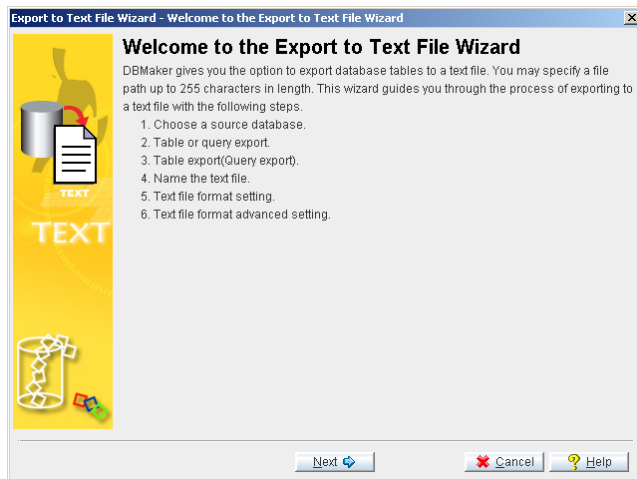 Export to Text File Wizard - Welcome to the Export to Text File Wizard
Welcome to the Export to Text File Wizard
DBMaker gives you the option to export database tables to a text file. You may specify a file
path up to 255 characters in length. This wizard guides you through the process of exporting to
a text file with the following steps.
1. Choose a source database.
2. Table or query export.
3. Table export(Query export).
4. Name the text file.
5. Text file format setting.
6. Text file format advanced setting.
TEXT
TEXT
Next
Cancel
Help